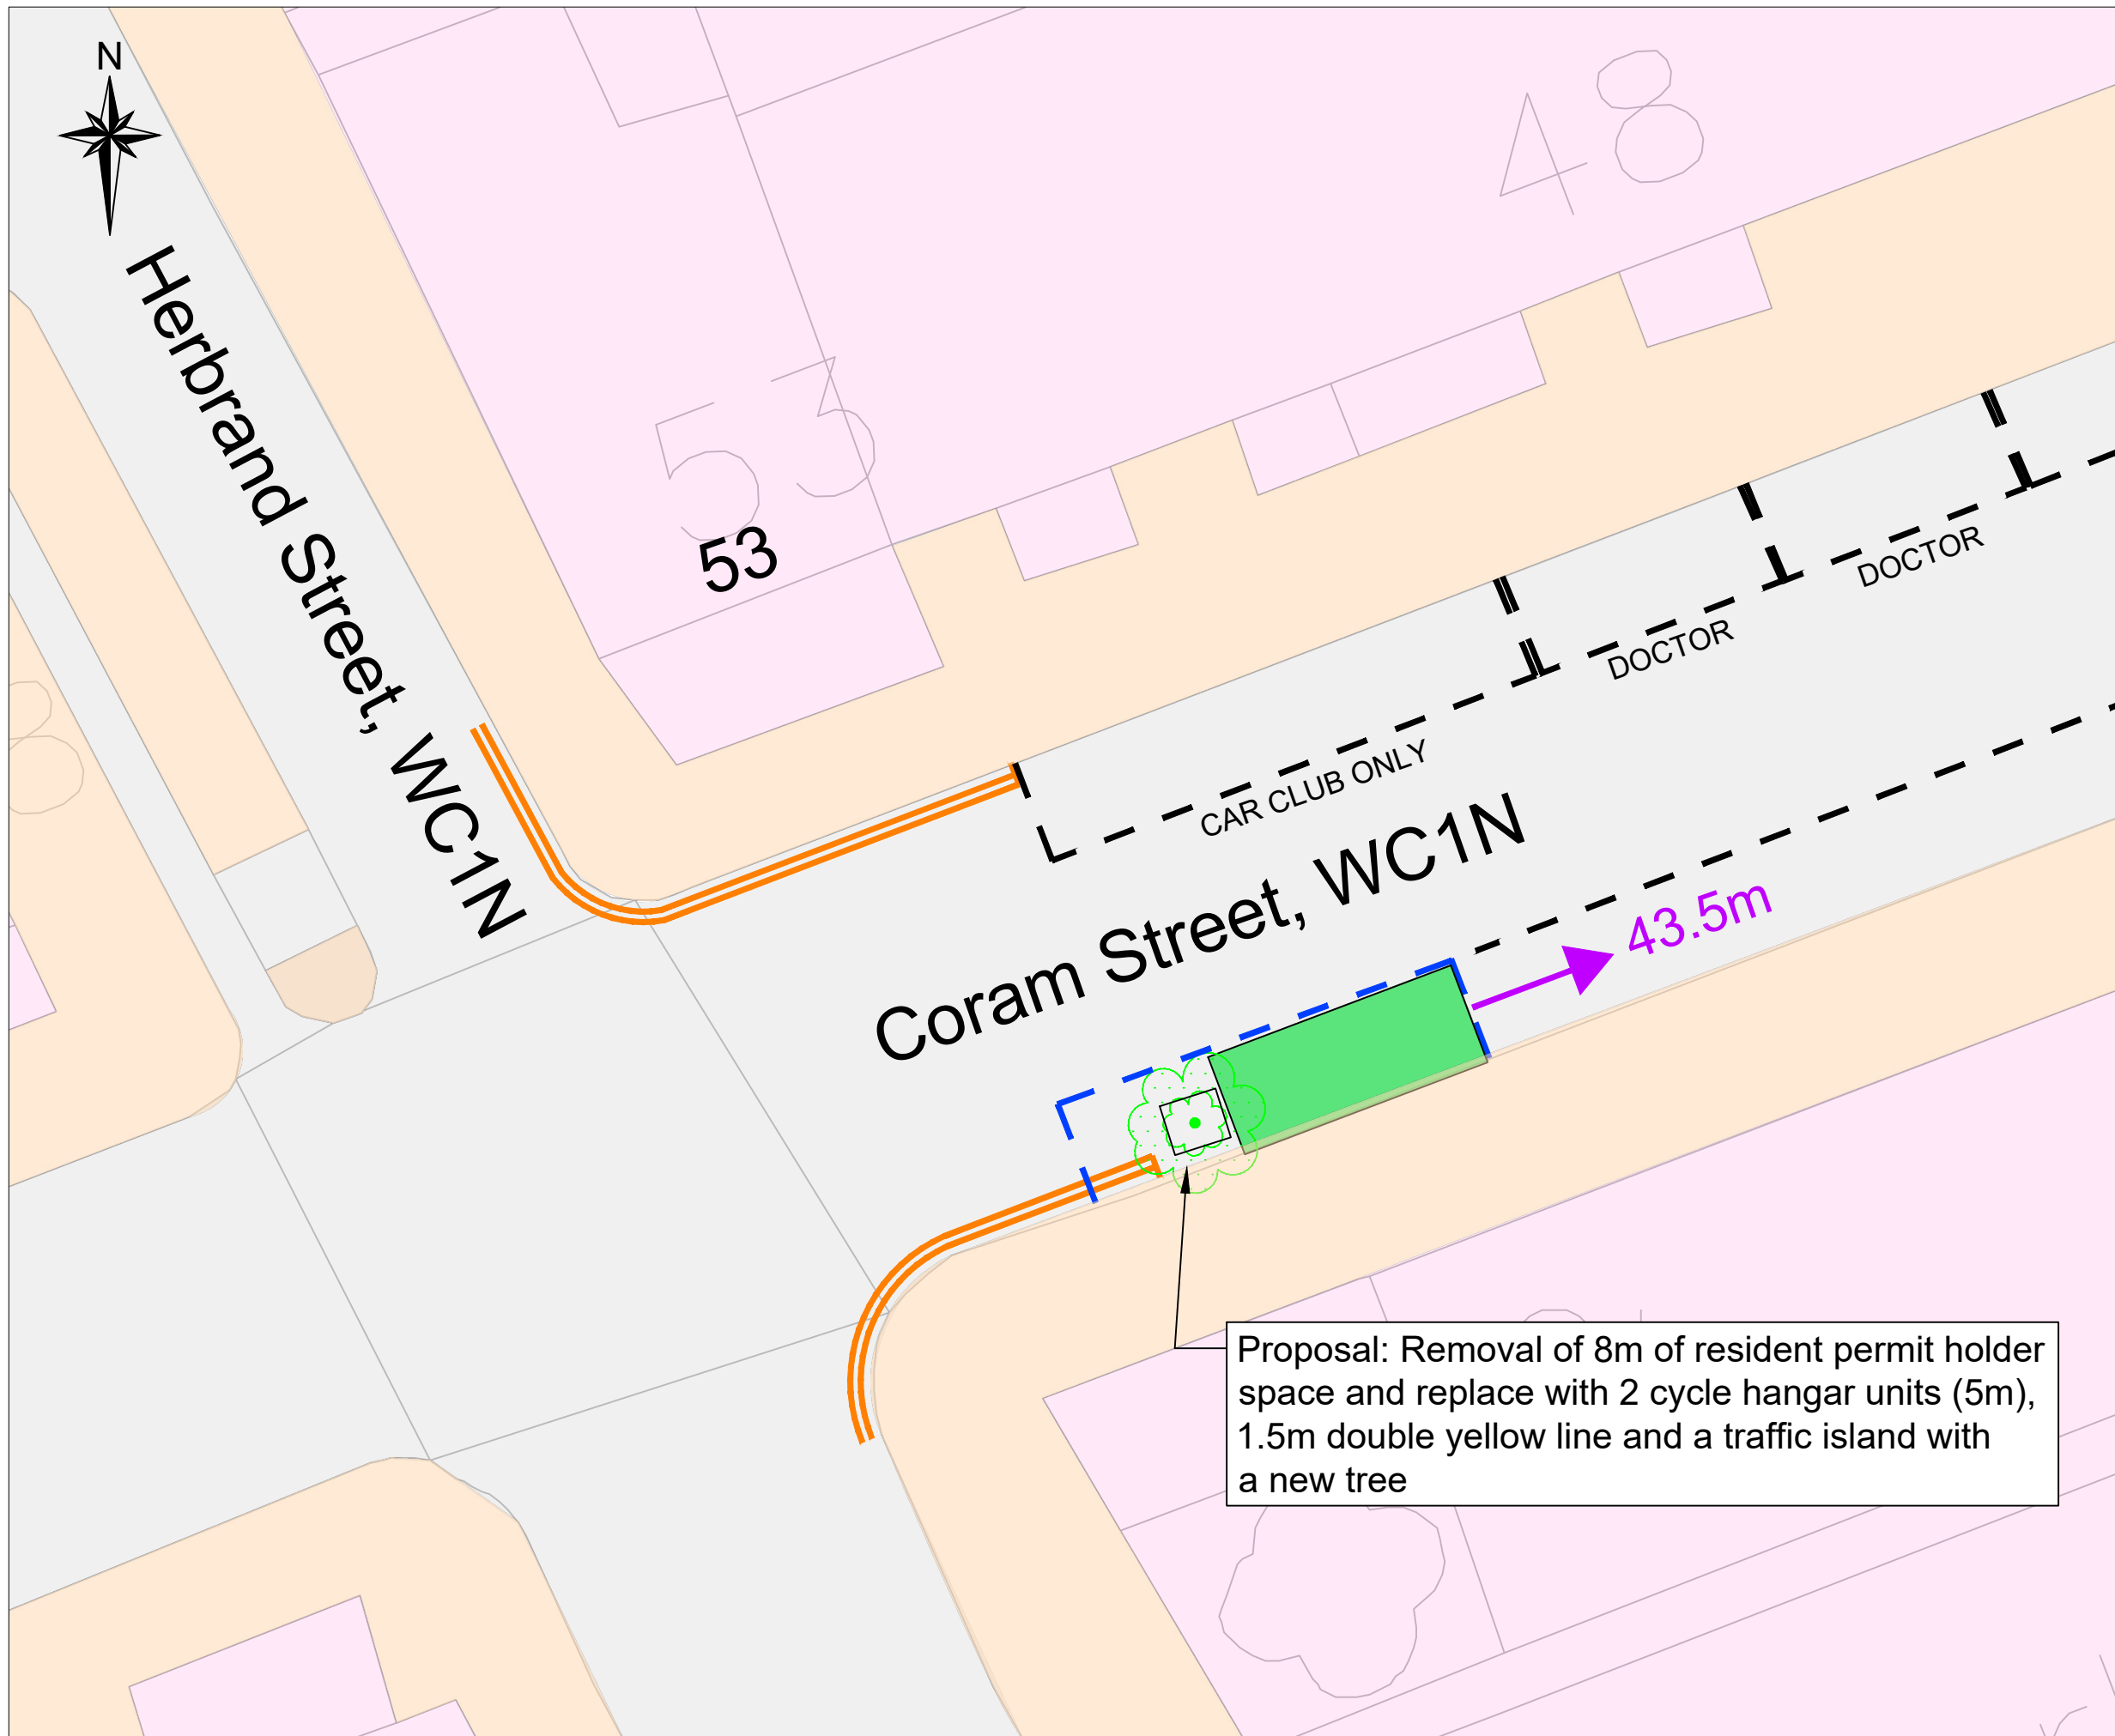 N
48
Herbrand Street, WC1N
53
53
DOCTOR
DOCTOR
CAR CLUB ONLY
Coram Street, WC1N
43.5m
Proposal: Removal of 8m of resident permit holder
space and replace with 2 cycle hangar units (5m),
1.5m double yellow line and a traffic island with
a new tree